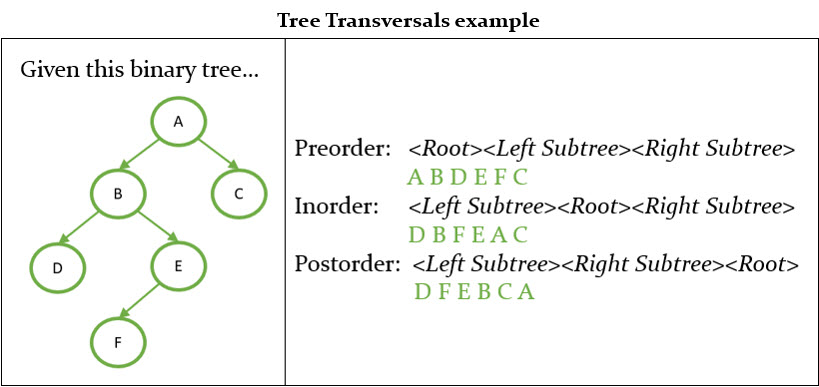 Tree Transversals example
Given this binary tree...
A
B
C
D
E
F
Preorder: <Root><Left Subtree><Right Subtree>
A B D E F C
Inorder: <Left Subtree><Root><Right Subtree>
D B F E A C
Postorder: <Left Subtree><Right Subtree><Root>
D F E B C A